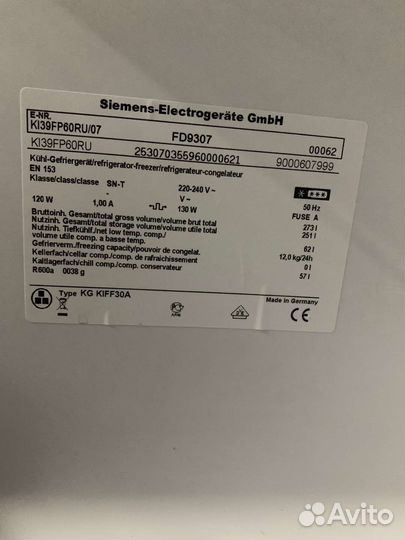 Siemens-Electrogeräte GmbH
E-NR.
KI39FP60RU/07 FD9307 00062
KI39FP60RU 253070355960000621 9000607999
Kühl-Gefriergerät/refrigerator-freezer/refrigerateur-congelateur
EN 153
Klasse/class/classe SN-T 220-240 V~ 50 Hz
120 W 1,00 A V~ 130 W FUSE A
Bruttoinh. Gesamt/total gross volume/volume brut total 273 l
Nutzinh. Gesamt/total storage volume/volume utile total 251 l
Nutzinh. Tiefkühl./net low temp. comp./
volume utile comp. a basse temp. 62 l
Gefrierverm./freezing capacity/pouvoir de congelat. 12,0 kg/24h
Kellerfach/cellar comp./comp. de rafraichissement 0 l
Kaltlagerfach/chill comp./comp. conservateur 57 l
R600a 0038 g
Type KG KIFF30A
Made in Germany
CE
Avito